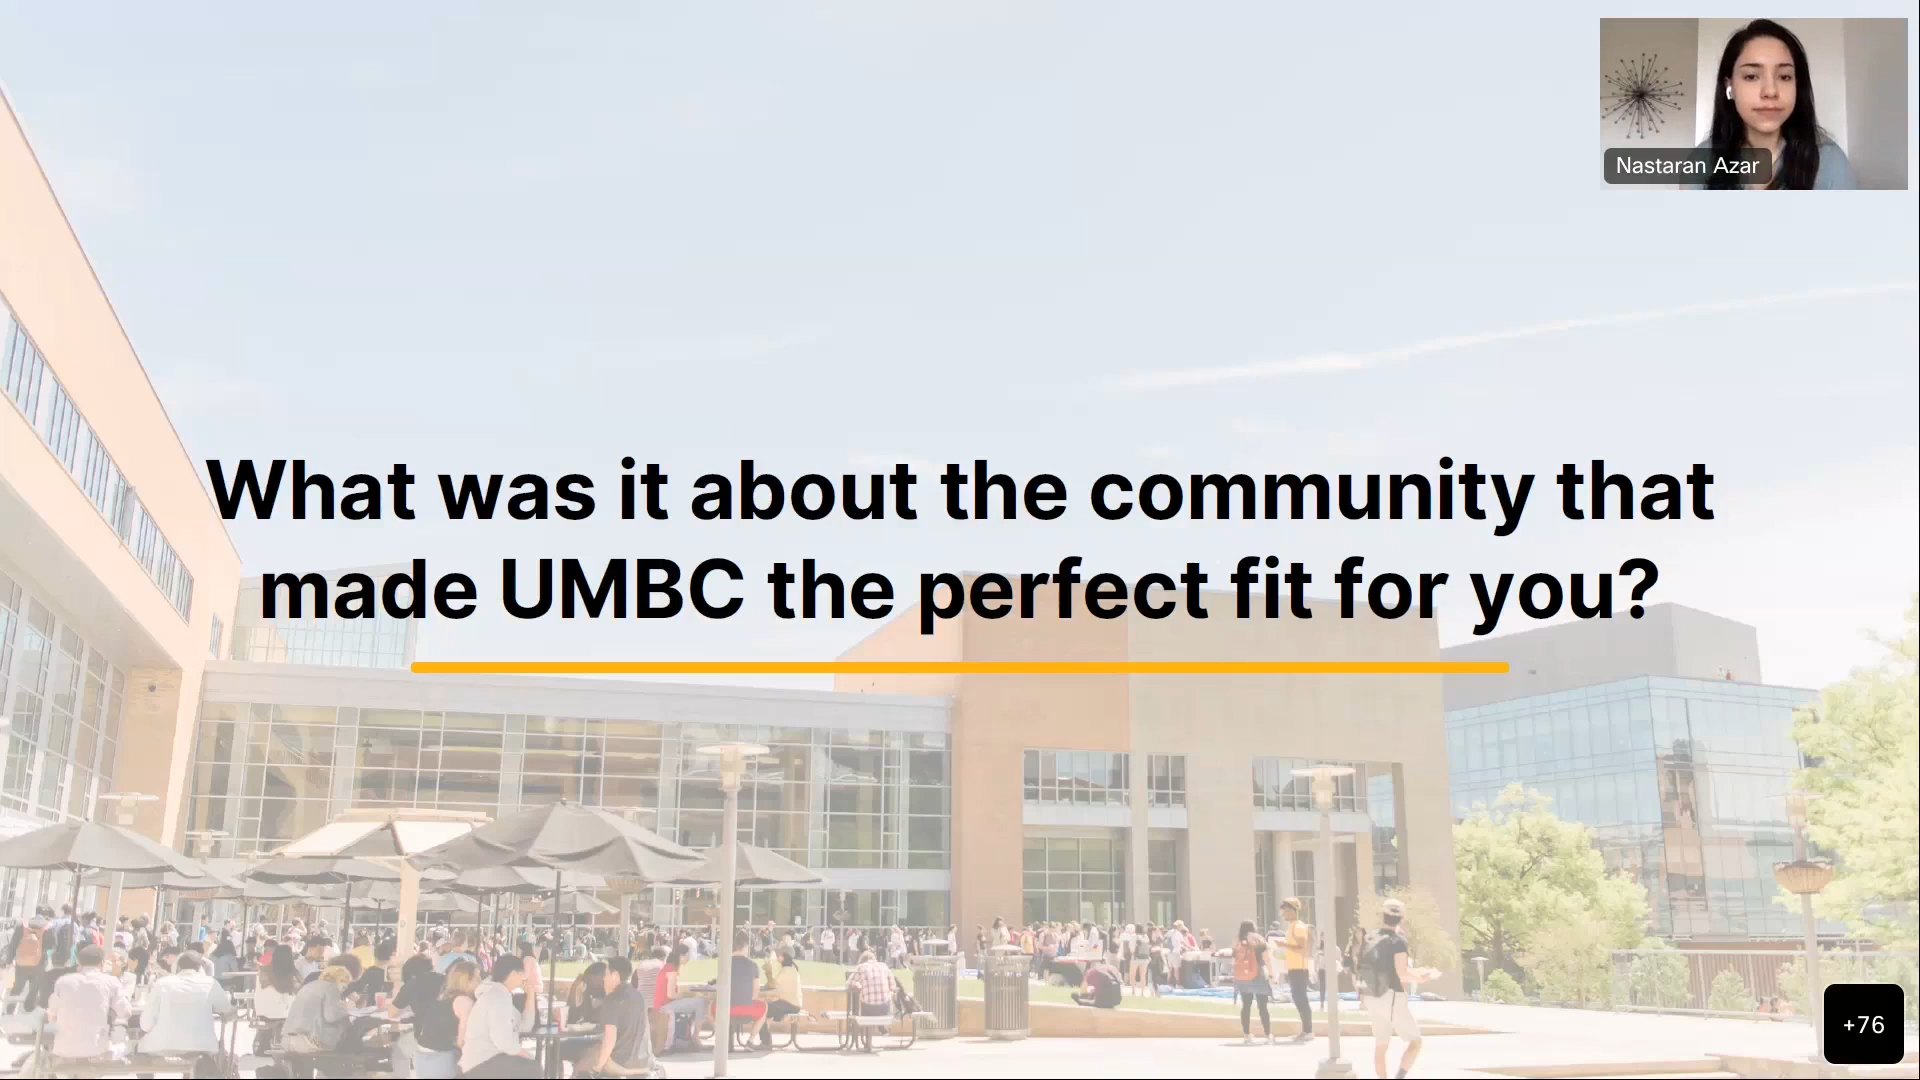 Nastaran Azar
What was it about the community that
made UMBC the perfect fit for you?
+76